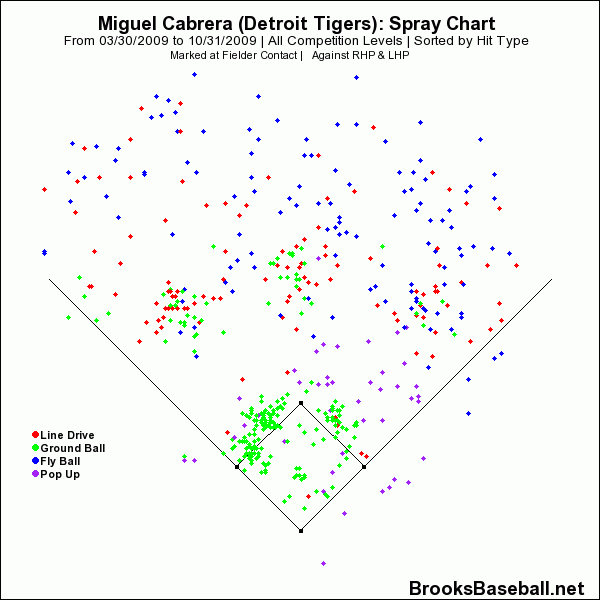 Miguel Cabrera (Detroit Tigers): Spray Chart
From 03/30/2009 to 10/31/2009 | All Competition Levels | Sorted by Hit Type
Marked at Fielder Contact | Against RHP & LHP
Line Drive
Ground Ball
Fly Ball
Pop Up
BrooksBaseball.net